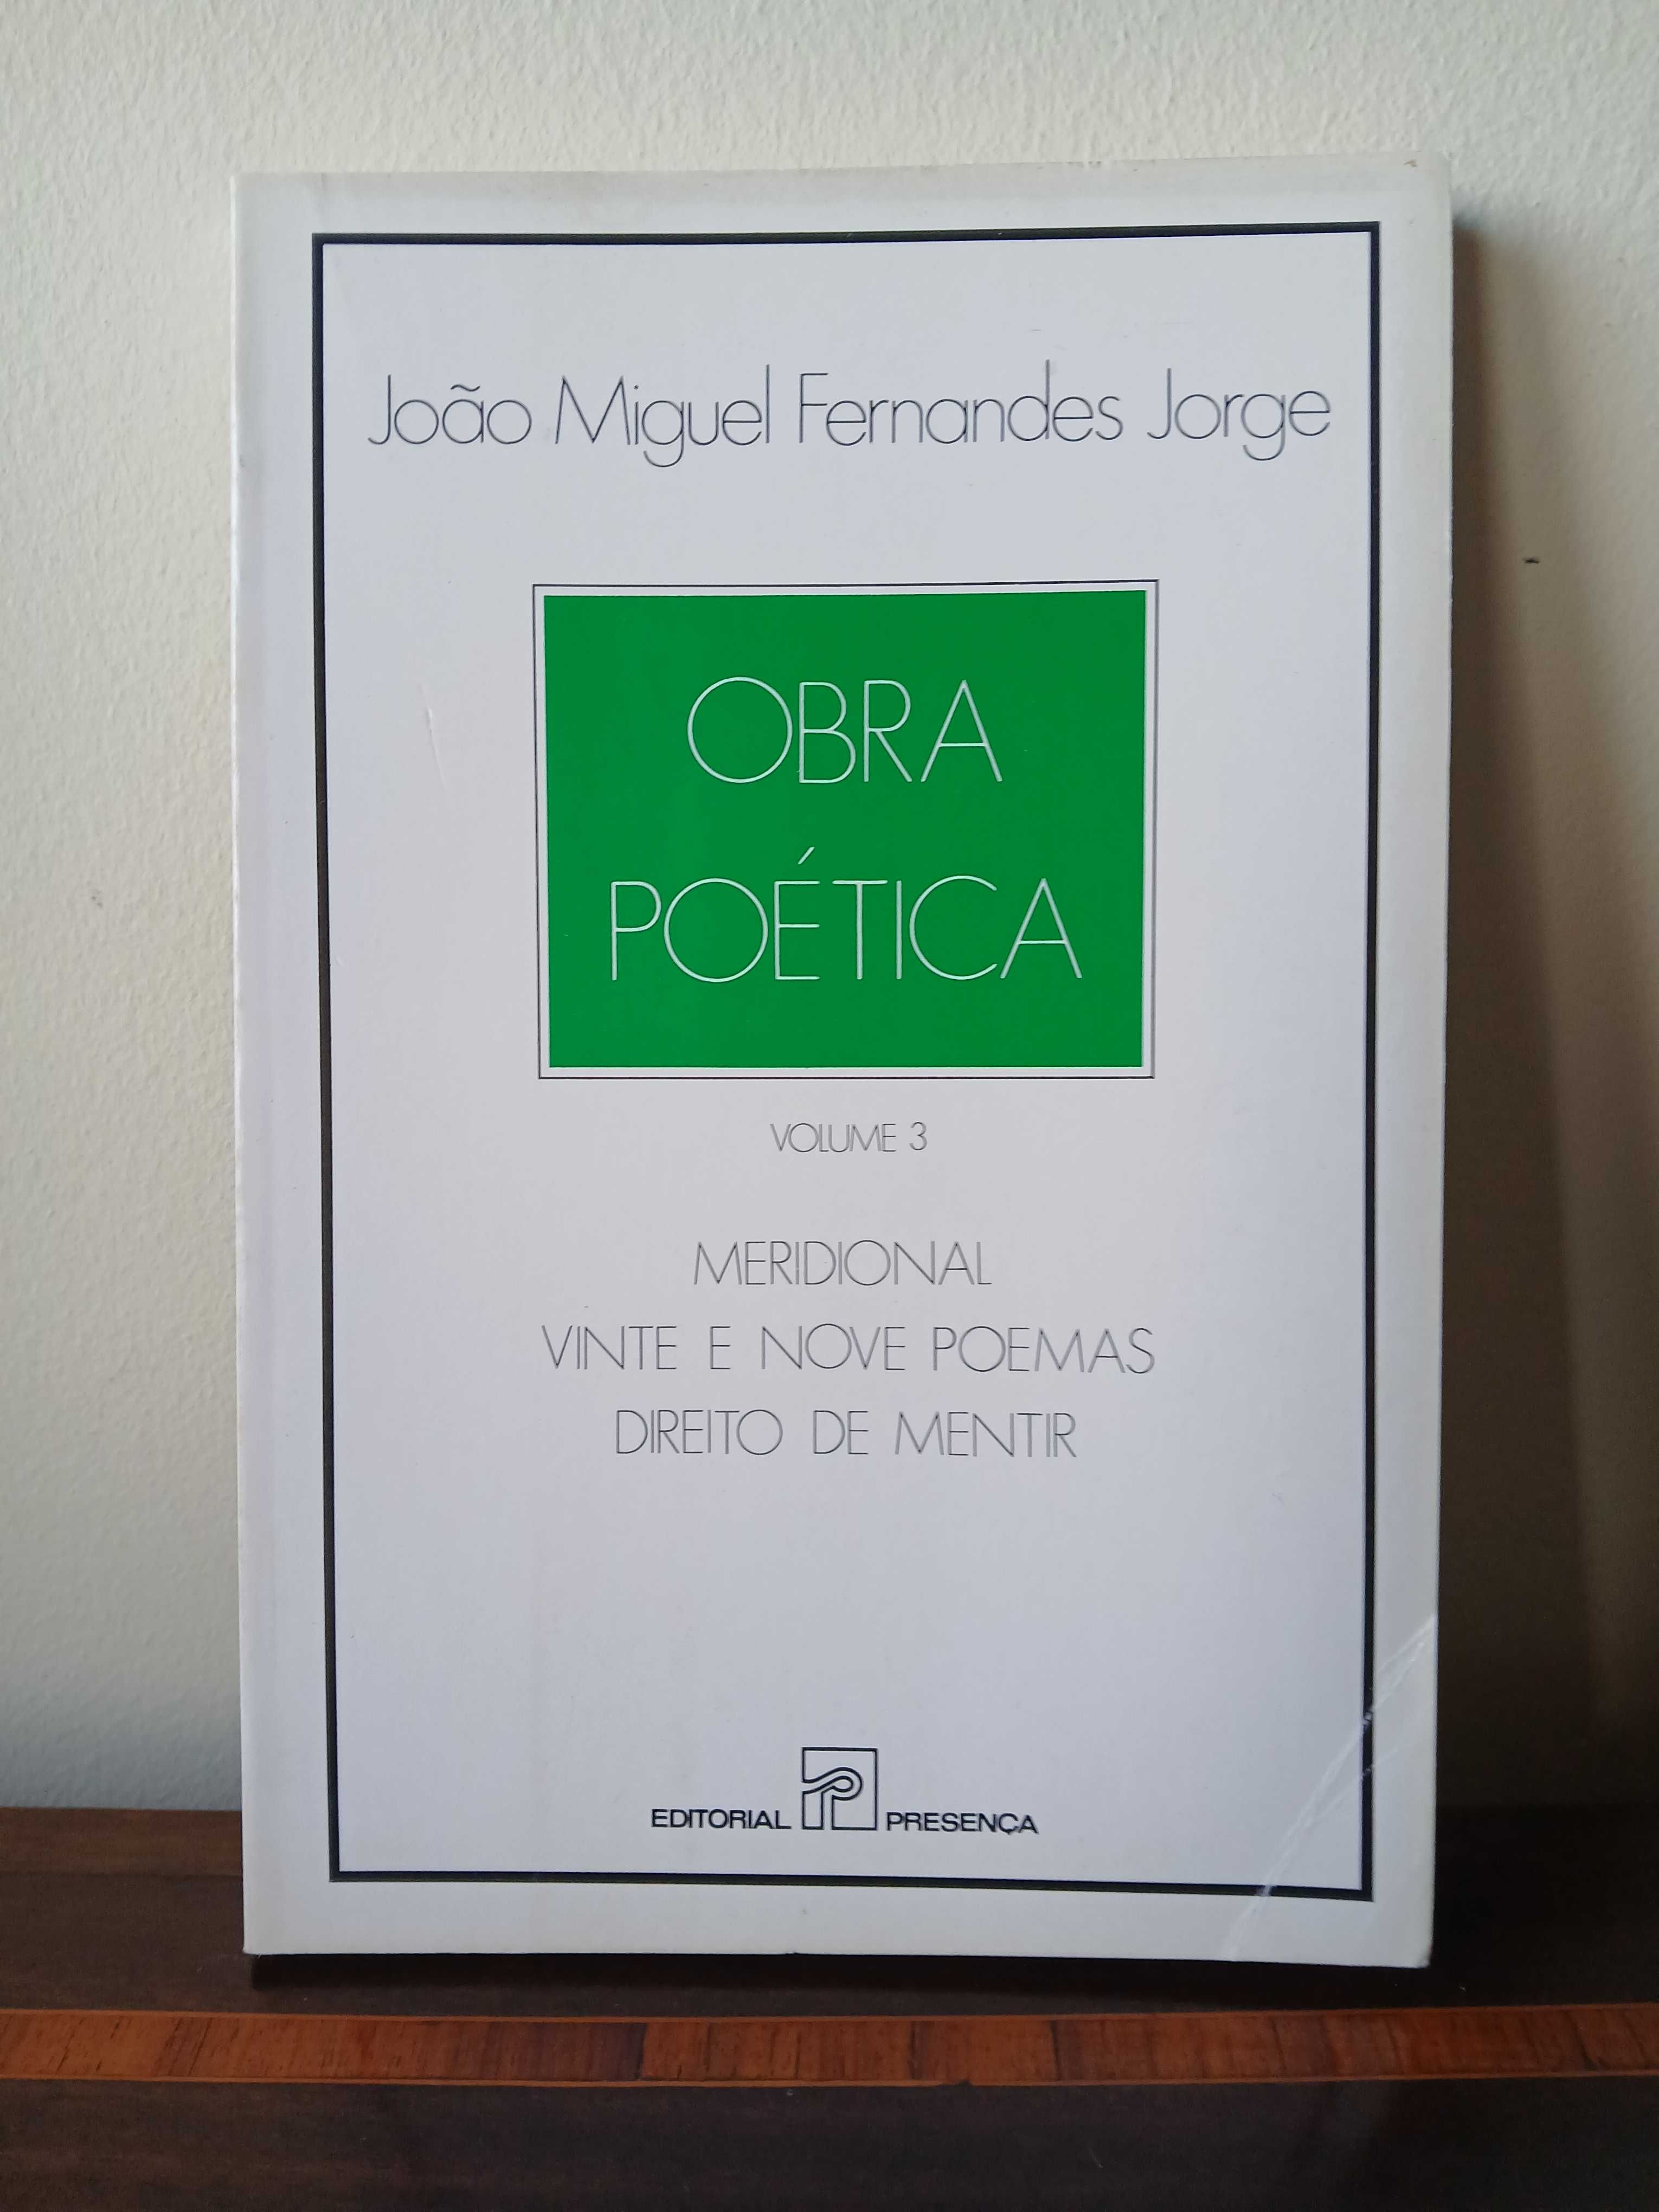 João Miguel Fernandes Jorge
OBRA
POÉTICA
VOLUME 3
MERIDIONAL
VINTE E NOVE POEMAS
DIREITO DE MENTIR
EDITORIAL PRESENÇA